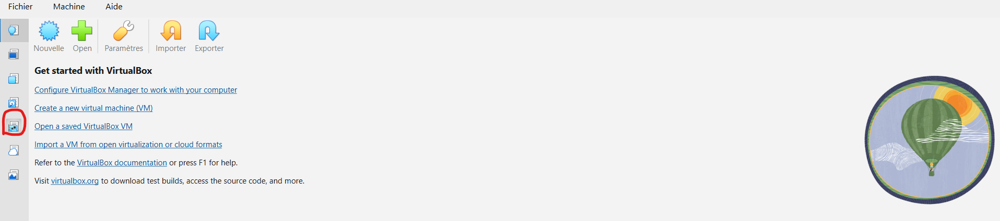 Fichier Machine Aide
Nouvelle Open Paramètres Importer Exporter
Get started with VirtualBox
Configure VirtualBox Manager to work with your computer
Create a new virtual machine (VM)
Open a saved VirtualBox VM
Import a VM from open virtualization or cloud formats
Refer to the VirtualBox documentation or press F1 for help.
Visit virtualbox.org to download test builds, access the source code, and more.